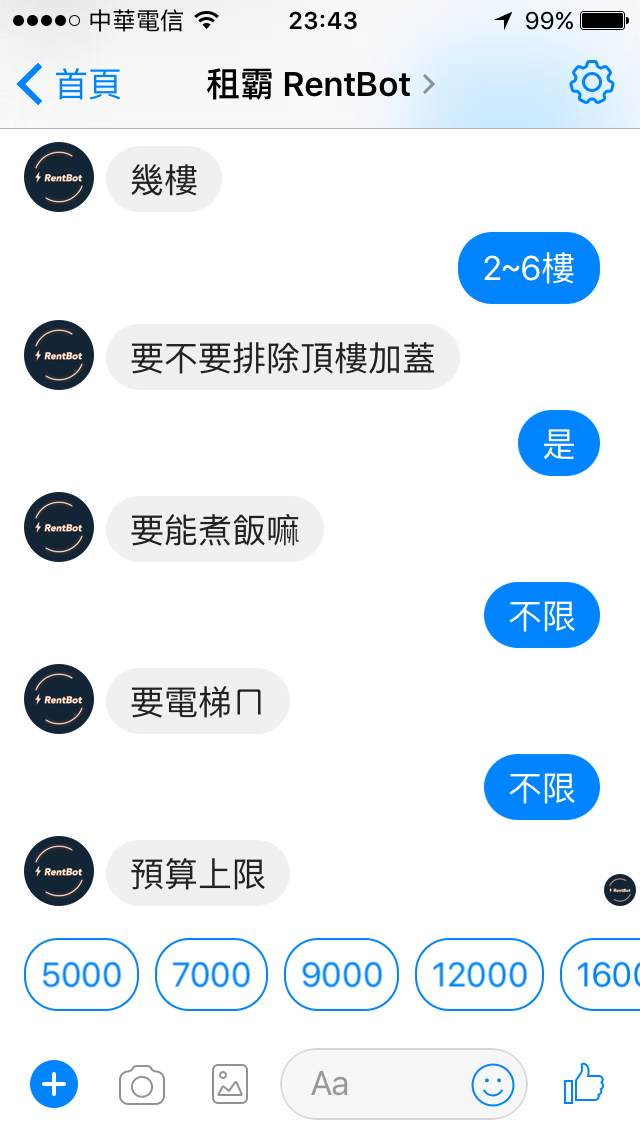 中華電信 23:43 99%
首頁 租霸 RentBot
RentBot 幾樓
2~6樓
RentBot 要不要排除頂樓加蓋
是
RentBot 要能煮飯嘛
不限
RentBot 要電梯ㄇ
不限
RentBot 預算上限
RentBot
5000 7000 9000 12000
Aa